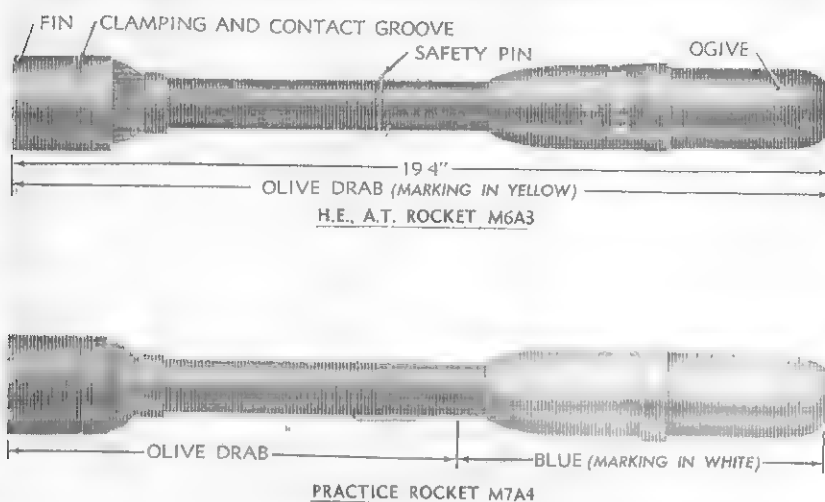 FIN
CLAMPING AND CONTACT GROOVE
SAFETY PIN
OGIVE
19.4"
OLIVE DRAB (MARKING IN YELLOW)
H.E., A.T. ROCKET M6A3
OLIVE DRAB
BLUE (MARKING IN WHITE)
PRACTICE ROCKET M7A4